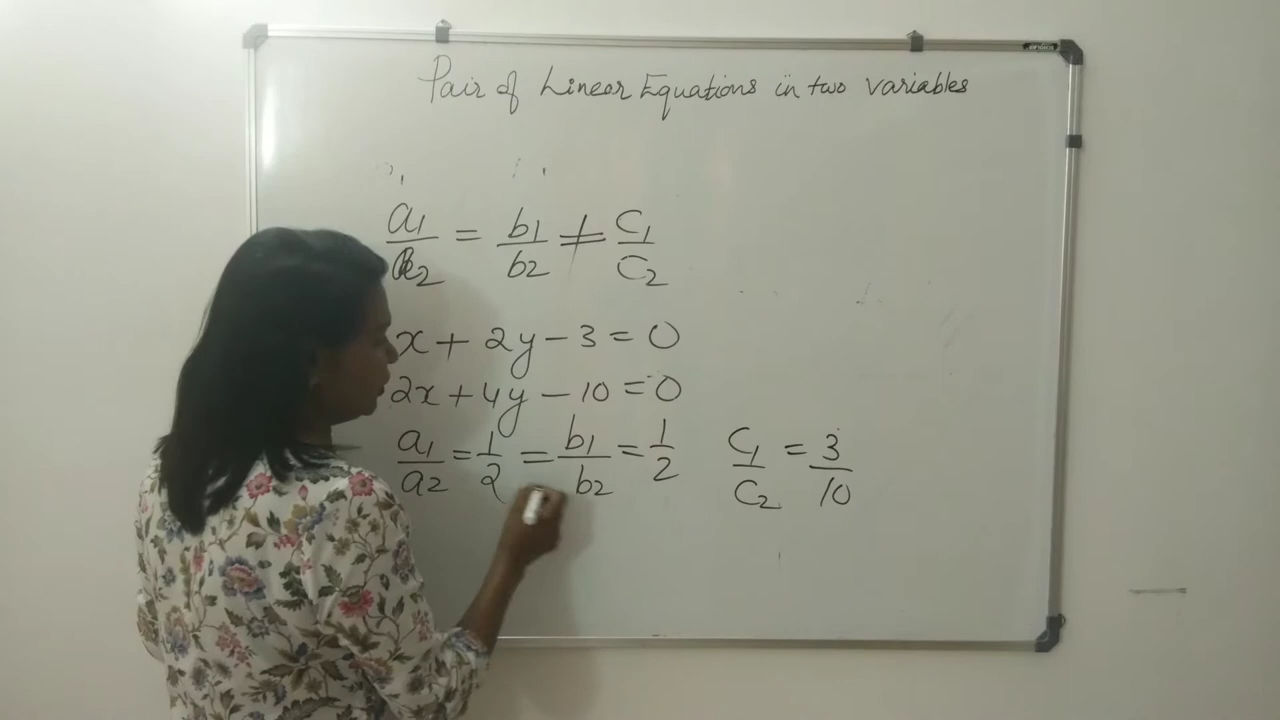 Pair of Linear Equations in two variables
a1/a2 = b1/b2 ≠ C1/C2
x + 2y - 3 = 0
2x + 4y - 10 = 0
a1/a2 = 1/2 = b1/b2 = 1/2 C1/C2 = 3/10